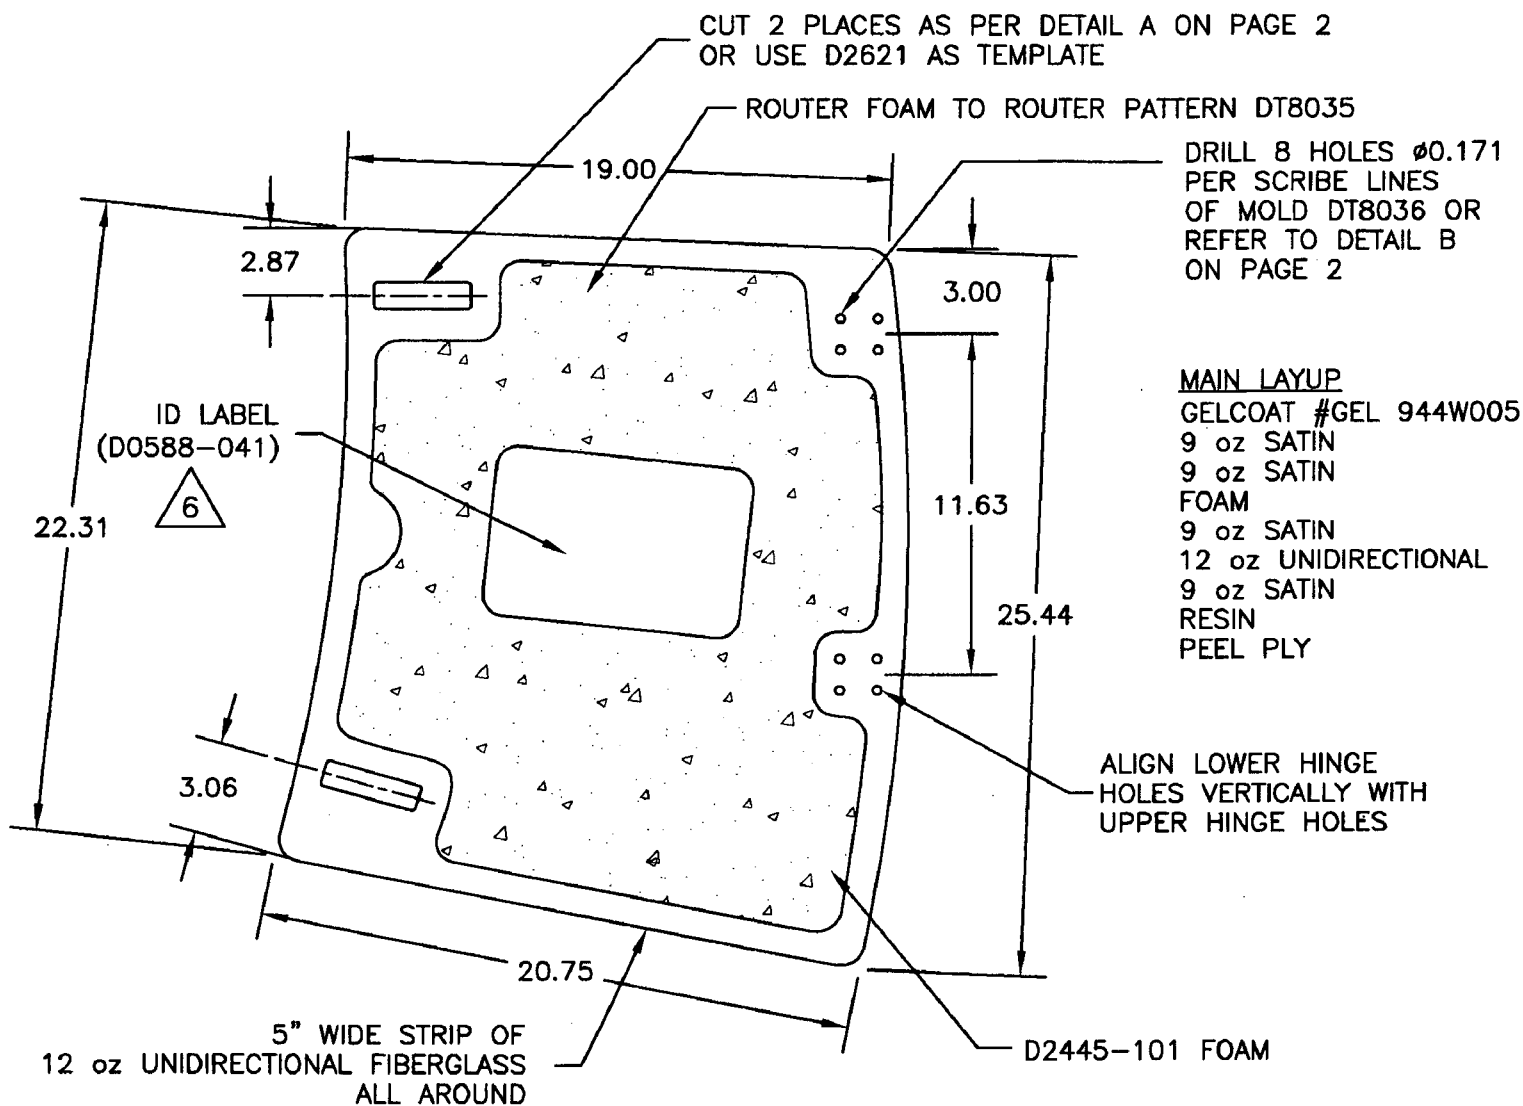 CUT 2 PLACES AS PER DETAIL A ON PAGE 2
OR USE D2621 AS TEMPLATE
ROUTER FOAM TO ROUTER PATTERN DT8035
DRILL 8 HOLES ø0.171
PER SCRIBE LINES
OF MOLD DT8036 OR
REFER TO DETAIL B
ON PAGE 2
19.00
2.87
3.00
MAIN LAYUP
GELCOAT #GEL 944W005
9 oz SATIN
9 oz SATIN
FOAM
9 oz SATIN
12 oz UNIDIRECTIONAL
9 oz SATIN
RESIN
PEEL PLY
ID LABEL
(D0588-041)
6
22.31
11.63
25.44
3.06
ALIGN LOWER HINGE
HOLES VERTICALLY WITH
UPPER HINGE HOLES
20.75
5" WIDE STRIP OF
12 oz UNIDIRECTIONAL FIBERGLASS
ALL AROUND
D2445-101 FOAM